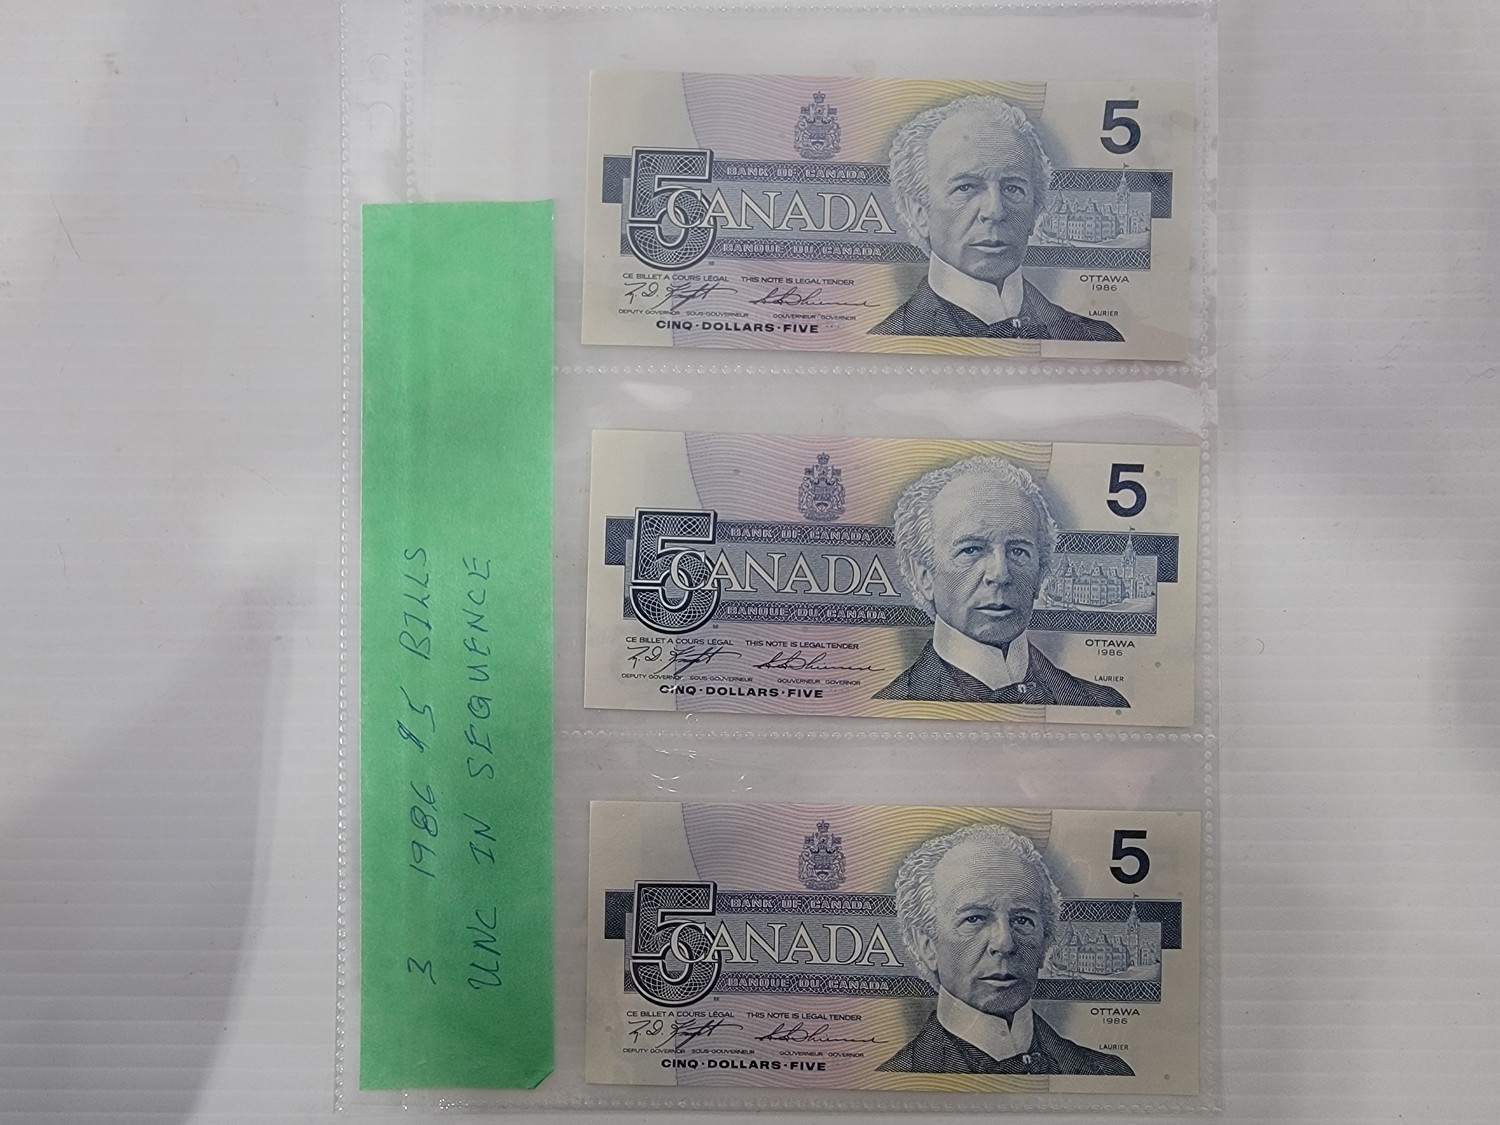 3 1986 $5 BILLS
UNC IN SEQUENCE
5
BANK OF CANADA
5 CANADA
BANQUE DU CANADA
CE BILLET A COURS LÉGAL THIS NOTE IS LEGAL TENDER
DEPUTY GOVERNOR SOUS-GOUVERNEUR GOUVERNEUR GOVERNOR
CINQ·DOLLARS·FIVE
OTTAWA
1986
LAURIER
5
BANK OF CANADA
5 CANADA
BANQUE DU CANADA
CE BILLET A COURS LÉGAL THIS NOTE IS LEGAL TENDER
DEPUTY GOVERNOR SOUS-GOUVERNEUR GOUVERNEUR GOVERNOR
CINQ·DOLLARS·FIVE
OTTAWA
1986
LAURIER
5
BANK OF CANADA
5 CANADA
BANQUE DU CANADA
CE BILLET A COURS LÉGAL THIS NOTE IS LEGAL TENDER
DEPUTY GOVERNOR SOUS-GOUVERNEUR GOUVERNEUR GOVERNOR
CINQ·DOLLARS·FIVE
OTTAWA
1986
LAURIER